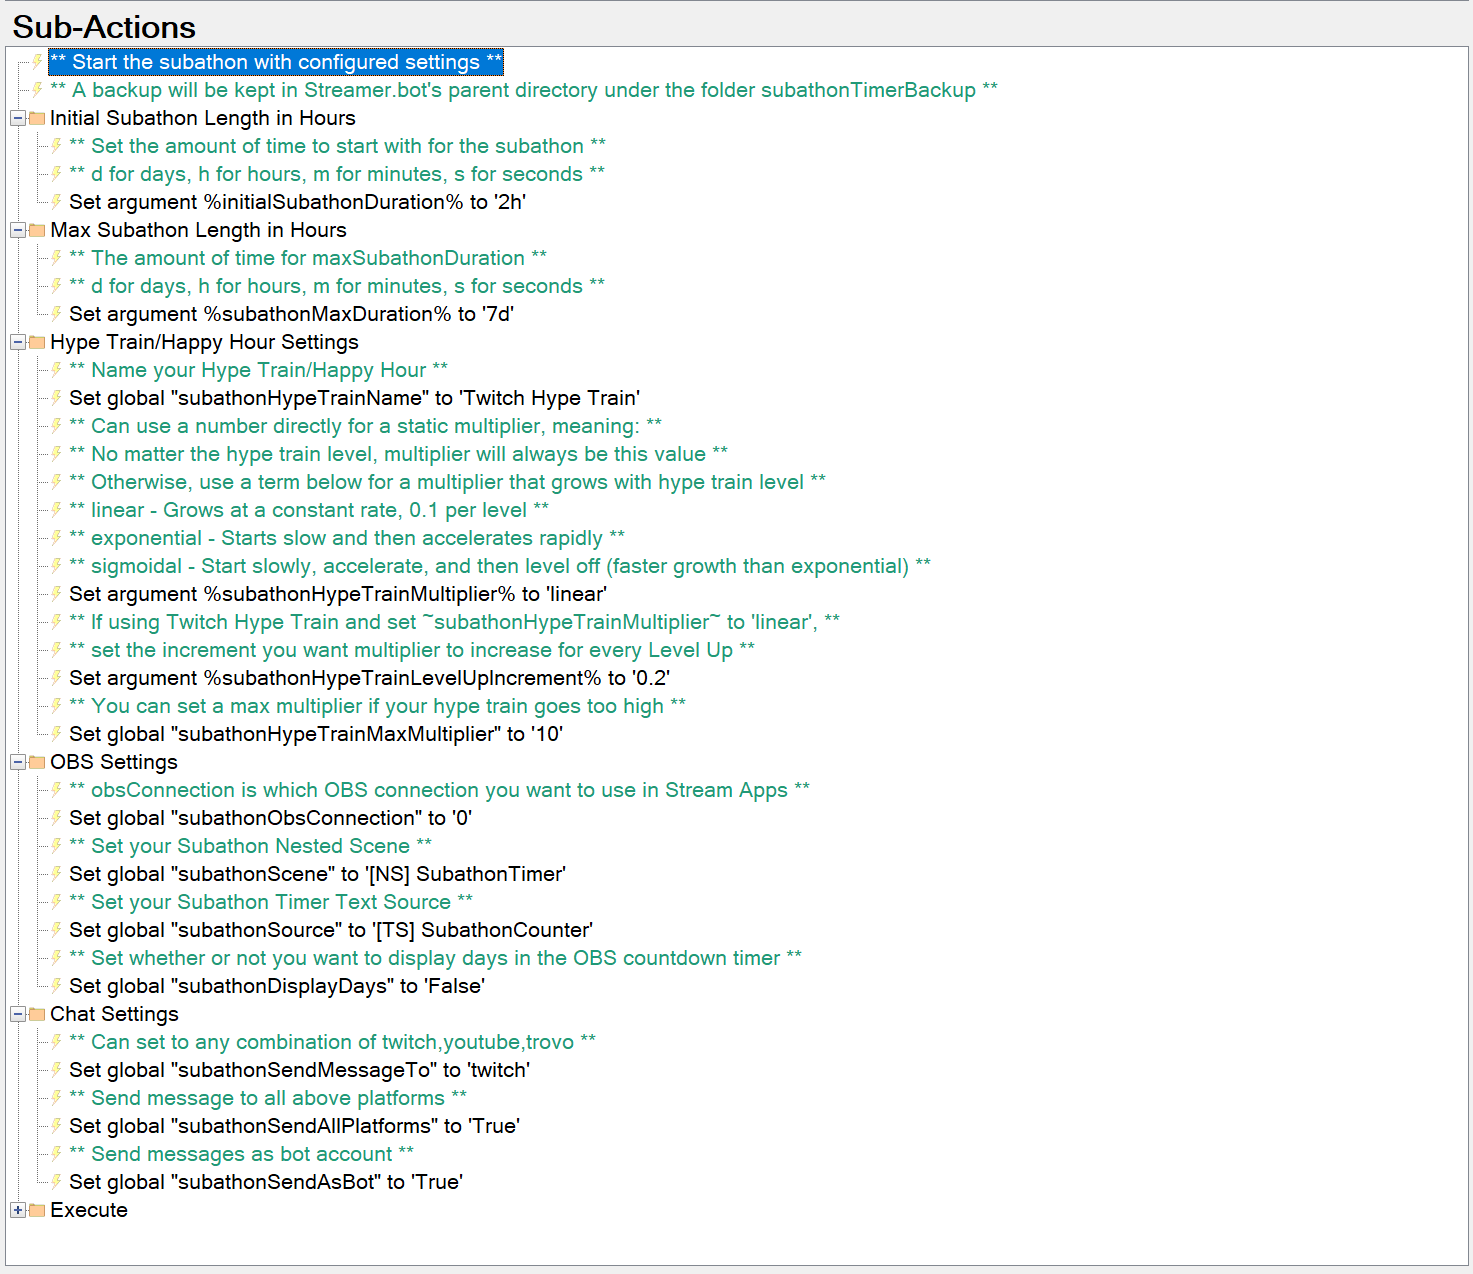 Sub-Actions
** Start the subathon with configured settings **
** A backup will be kept in Streamer.bot's parent directory under the folder subathonTimerBackup **
Initial Subathon Length in Hours
** Set the amount of time to start with for the subathon **
** d for days, h for hours, m for minutes, s for seconds **
Set argument %initialSubathonDuration% to '2h'
Max Subathon Length in Hours
** The amount of time for maxSubathonDuration **
** d for days, h for hours, m for minutes, s for seconds **
Set argument %subathonMaxDuration% to '7d'
Hype Train/Happy Hour Settings
** Name your Hype Train/Happy Hour **
Set global "subathonHypeTrainName" to 'Twitch Hype Train'
** Can use a number directly for a static multiplier, meaning: **
** No matter the hype train level, multiplier will always be this value **
** Otherwise, use a term below for a multiplier that grows with hype train level **
** linear - Grows at a constant rate, 0.1 per level **
** exponential - Starts slow and then accelerates rapidly **
** sigmoidal - Start slowly, accelerate, and then level off (faster growth than exponential) **
Set argument %subathonHypeTrainMultiplier% to 'linear'
** If using Twitch Hype Train and set ~subathonHypeTrainMultiplier~ to 'linear', **
** set the increment you want multiplier to increase for every Level Up **
Set argument %subathonHypeTrainLevelUpIncrement% to '0.2'
** You can set a max multiplier if your hype train goes too high **
Set global "subathonHypeTrainMaxMultiplier" to '10'
OBS Settings
** obsConnection is which OBS connection you want to use in Stream Apps **
Set global "subathonObsConnection" to '0'
** Set your Subathon Nested Scene **
Set global "subathonScene" to '[NS] SubathonTimer'
** Set your Subathon Timer Text Source **
Set global "subathonSource" to '[TS] SubathonCounter'
** Set whether or not you want to display days in the OBS countdown timer **
Set global "subathonDisplayDays" to 'False'
Chat Settings
** Can set to any combination of twitch,youtube,trovo **
Set global "subathonSendMessageTo" to 'twitch'
** Send message to all above platforms **
Set global "subathonSendAllPlatforms" to 'True'
** Send messages as bot account **
Set global "subathonSendAsBot" to 'True'
Execute